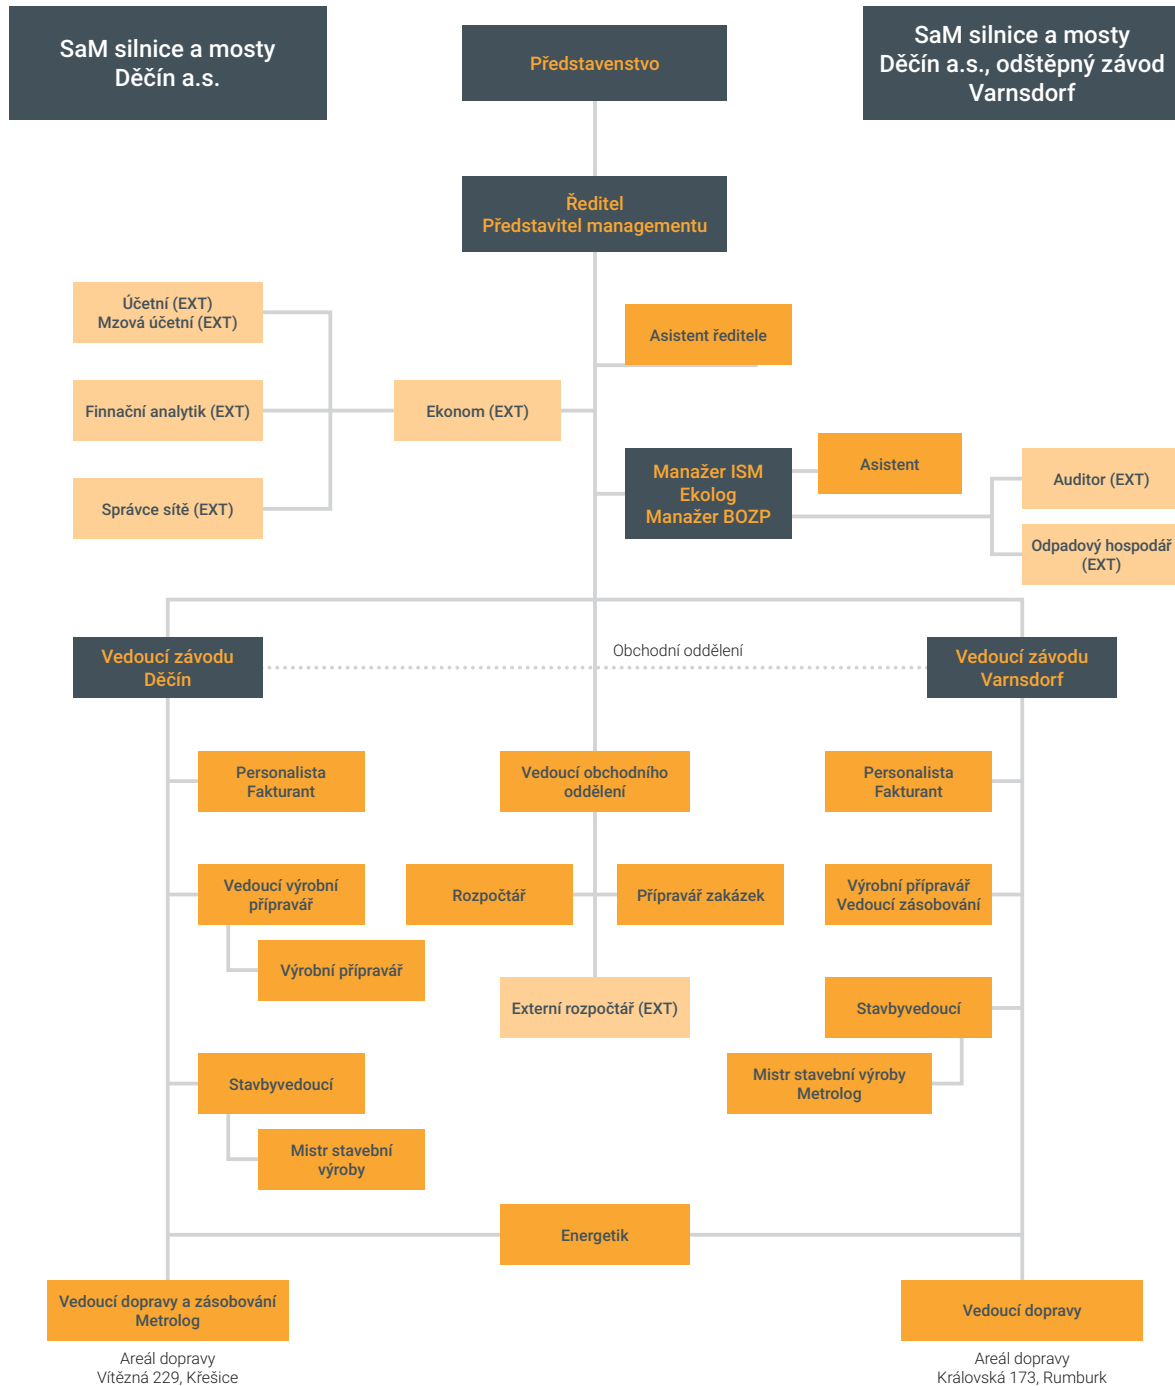 SaM silnice a mosty
Děčín a.s.
Představenstvo
SaM silnice a mosty
Děčín a.s., odštěpný závod
Varnsdorf
Ředitel
Představitel managementu
Účetní (EXT)
Mzová účetní (EXT)
Asistent ředitele
Finnační analytik (EXT)
Ekonom (EXT)
Správce sítě (EXT)
Manažer ISM
Ekolog
Manažer BOZP
Asistent
Auditor (EXT)
Odpadový hospodář
(EXT)
Obchodní oddělení
Vedoucí závodu
Děčín
Vedoucí závodu
Varnsdorf
Personalista
Fakturant
Vedoucí obchodního
oddělení
Personalista
Fakturant
Vedoucí výrobní
přípravář
Rozpočtář
Přípravář zakázek
Výrobní přípravář
Vedoucí zásobování
Výrobní přípravář
Externí rozpočtář (EXT)
Stavbyvedoucí
Stavbyvedoucí
Mistr stavební výroby
Metrolog
Mistr stavební
výroby
Energetik
Vedoucí dopravy a zásobování
Metrolog
Vedoucí dopravy
Areál dopravy
Vítězná 229, Křešice
Areál dopravy
Královská 173, Rumburk